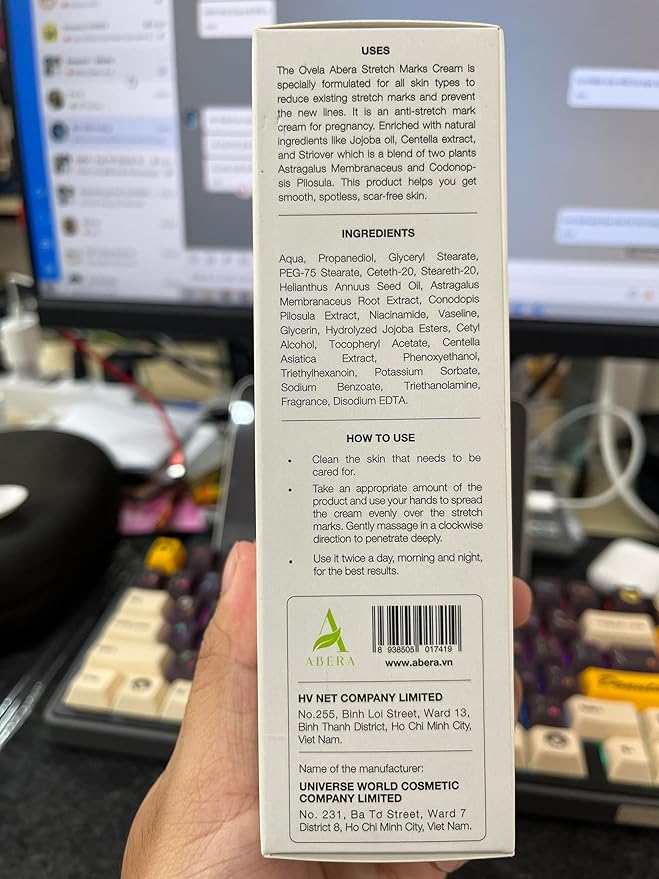 USES
The Ovela Abera Stretch Marks Cream is
specially formulated for all skin types to
reduce existing stretch marks and prevent
the new lines. It is an anti-stretch mark
cream for pregnancy. Enriched with natural
ingredients like Jojoba oil, Centella extract,
and Striover which is a blend of two plants
Astragalus Membranaceus and Codonop-
sis Pilosula. This product helps you get
smooth, spotless, scar-free skin.
INGREDIENTS
Aqua, Propanediol, Glyceryl Stearate,
PEG-75 Stearate, Ceteth-20, Steareth-20,
Helianthus Annuus Seed Oil, Astragalus
Membranaceus Root Extract, Conodopis
Pilosula Extract, Niacinamide, Vaseline,
Glycerin, Hydrolyzed Jojoba Esters, Cetyl
Alcohol, Tocopheryl Acetate, Centella
Asiatica Extract, Phenoxyethanol,
Triethylhexanoin, Potassium Sorbate,
Sodium Benzoate, Triethanolamine,
Fragrance, Disodium EDTA.
HOW TO USE
• Clean the skin that needs to be
cared for.
• Take an appropriate amount of the
product and use your hands to spread
the cream evenly over the stretch
marks. Gently massage in a clockwise
direction to penetrate deeply.
• Use it twice a day, morning and night,
for the best results.
ABERA
8 938505 017419
www.abera.vn
HV NET COMPANY LIMITED
No.255, Binh Loi Street, Ward 13,
Binh Thanh District, Ho Chi Minh City,
Viet Nam.
Name of the manufacturer:
UNIVERSE WORLD COSMETIC
COMPANY LIMITED
No. 231, Ba Tơ Street, Ward 7
District 8, Ho Chi Minh City, Viet Nam.